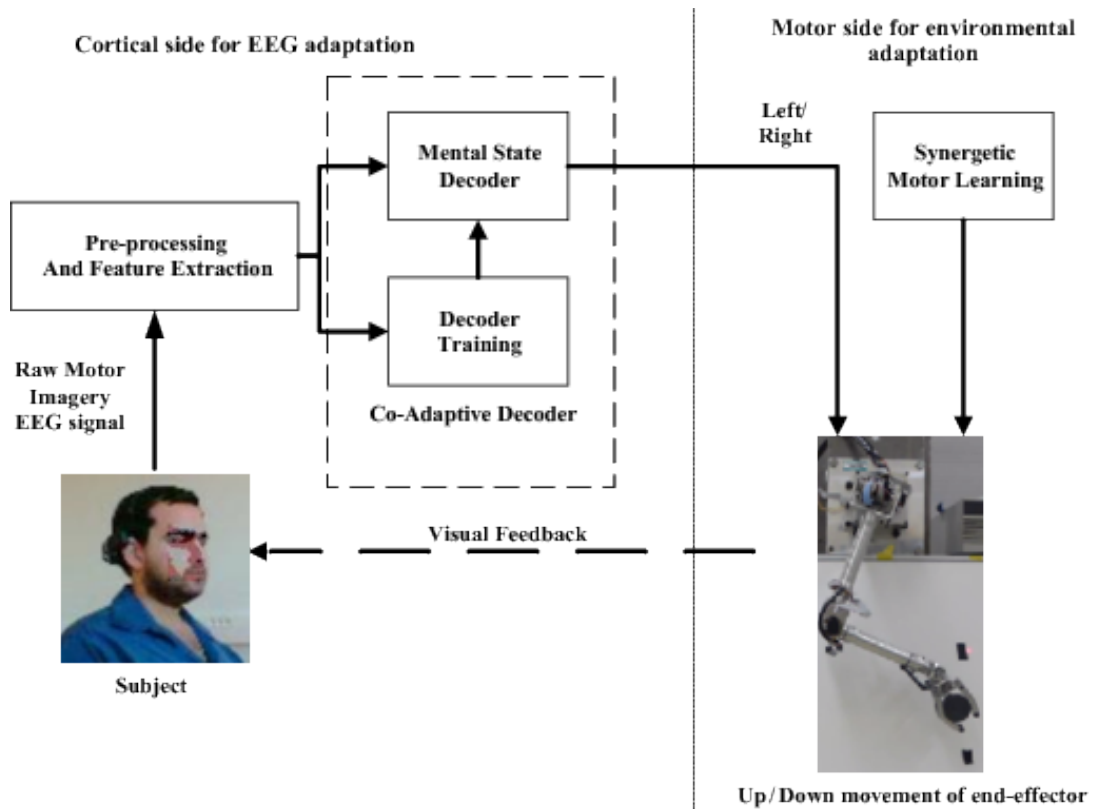 Cortical side for EEG adaptation
Motor side for environmental
adaptation
Mental State
Decoder
Left/
Right
Synergetic
Motor Learning
Pre-processing
And Feature Extraction
Decoder
Training
Raw Motor
Imagery
EEG signal
Co-Adaptive Decoder
Visual Feedback
Subject
Up/Down movement of end-effector